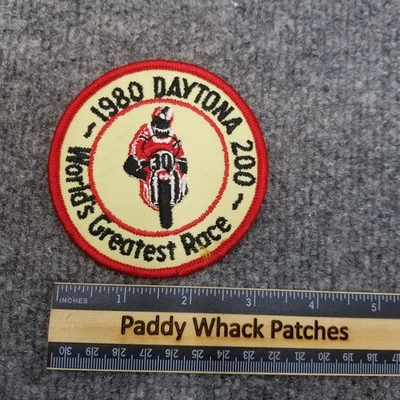 ~ 1980 DAYTONA 200 ~
World's Greatest Race
30
INCHES 1 2 3 4 5
Paddy Whack Patches